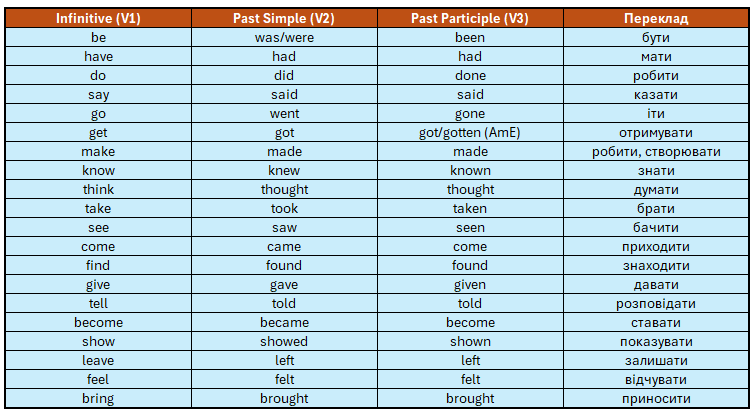 Infinitive (V1) Past Simple (V2) Past Participle (V3) Переклад
be was/were been бути
have had had мати
do did done робити
say said said казати
go went gone іти
get got got/gotten (AmE) отримувати
make made made робити, створювати
know knew known знати
think thought thought думати
take took taken брати
see saw seen бачити
come came come приходити
find found found знаходити
give gave given давати
tell told told розповідати
become became become ставати
show showed shown показувати
leave left left залишати
feel felt felt відчувати
bring brought brought приносити